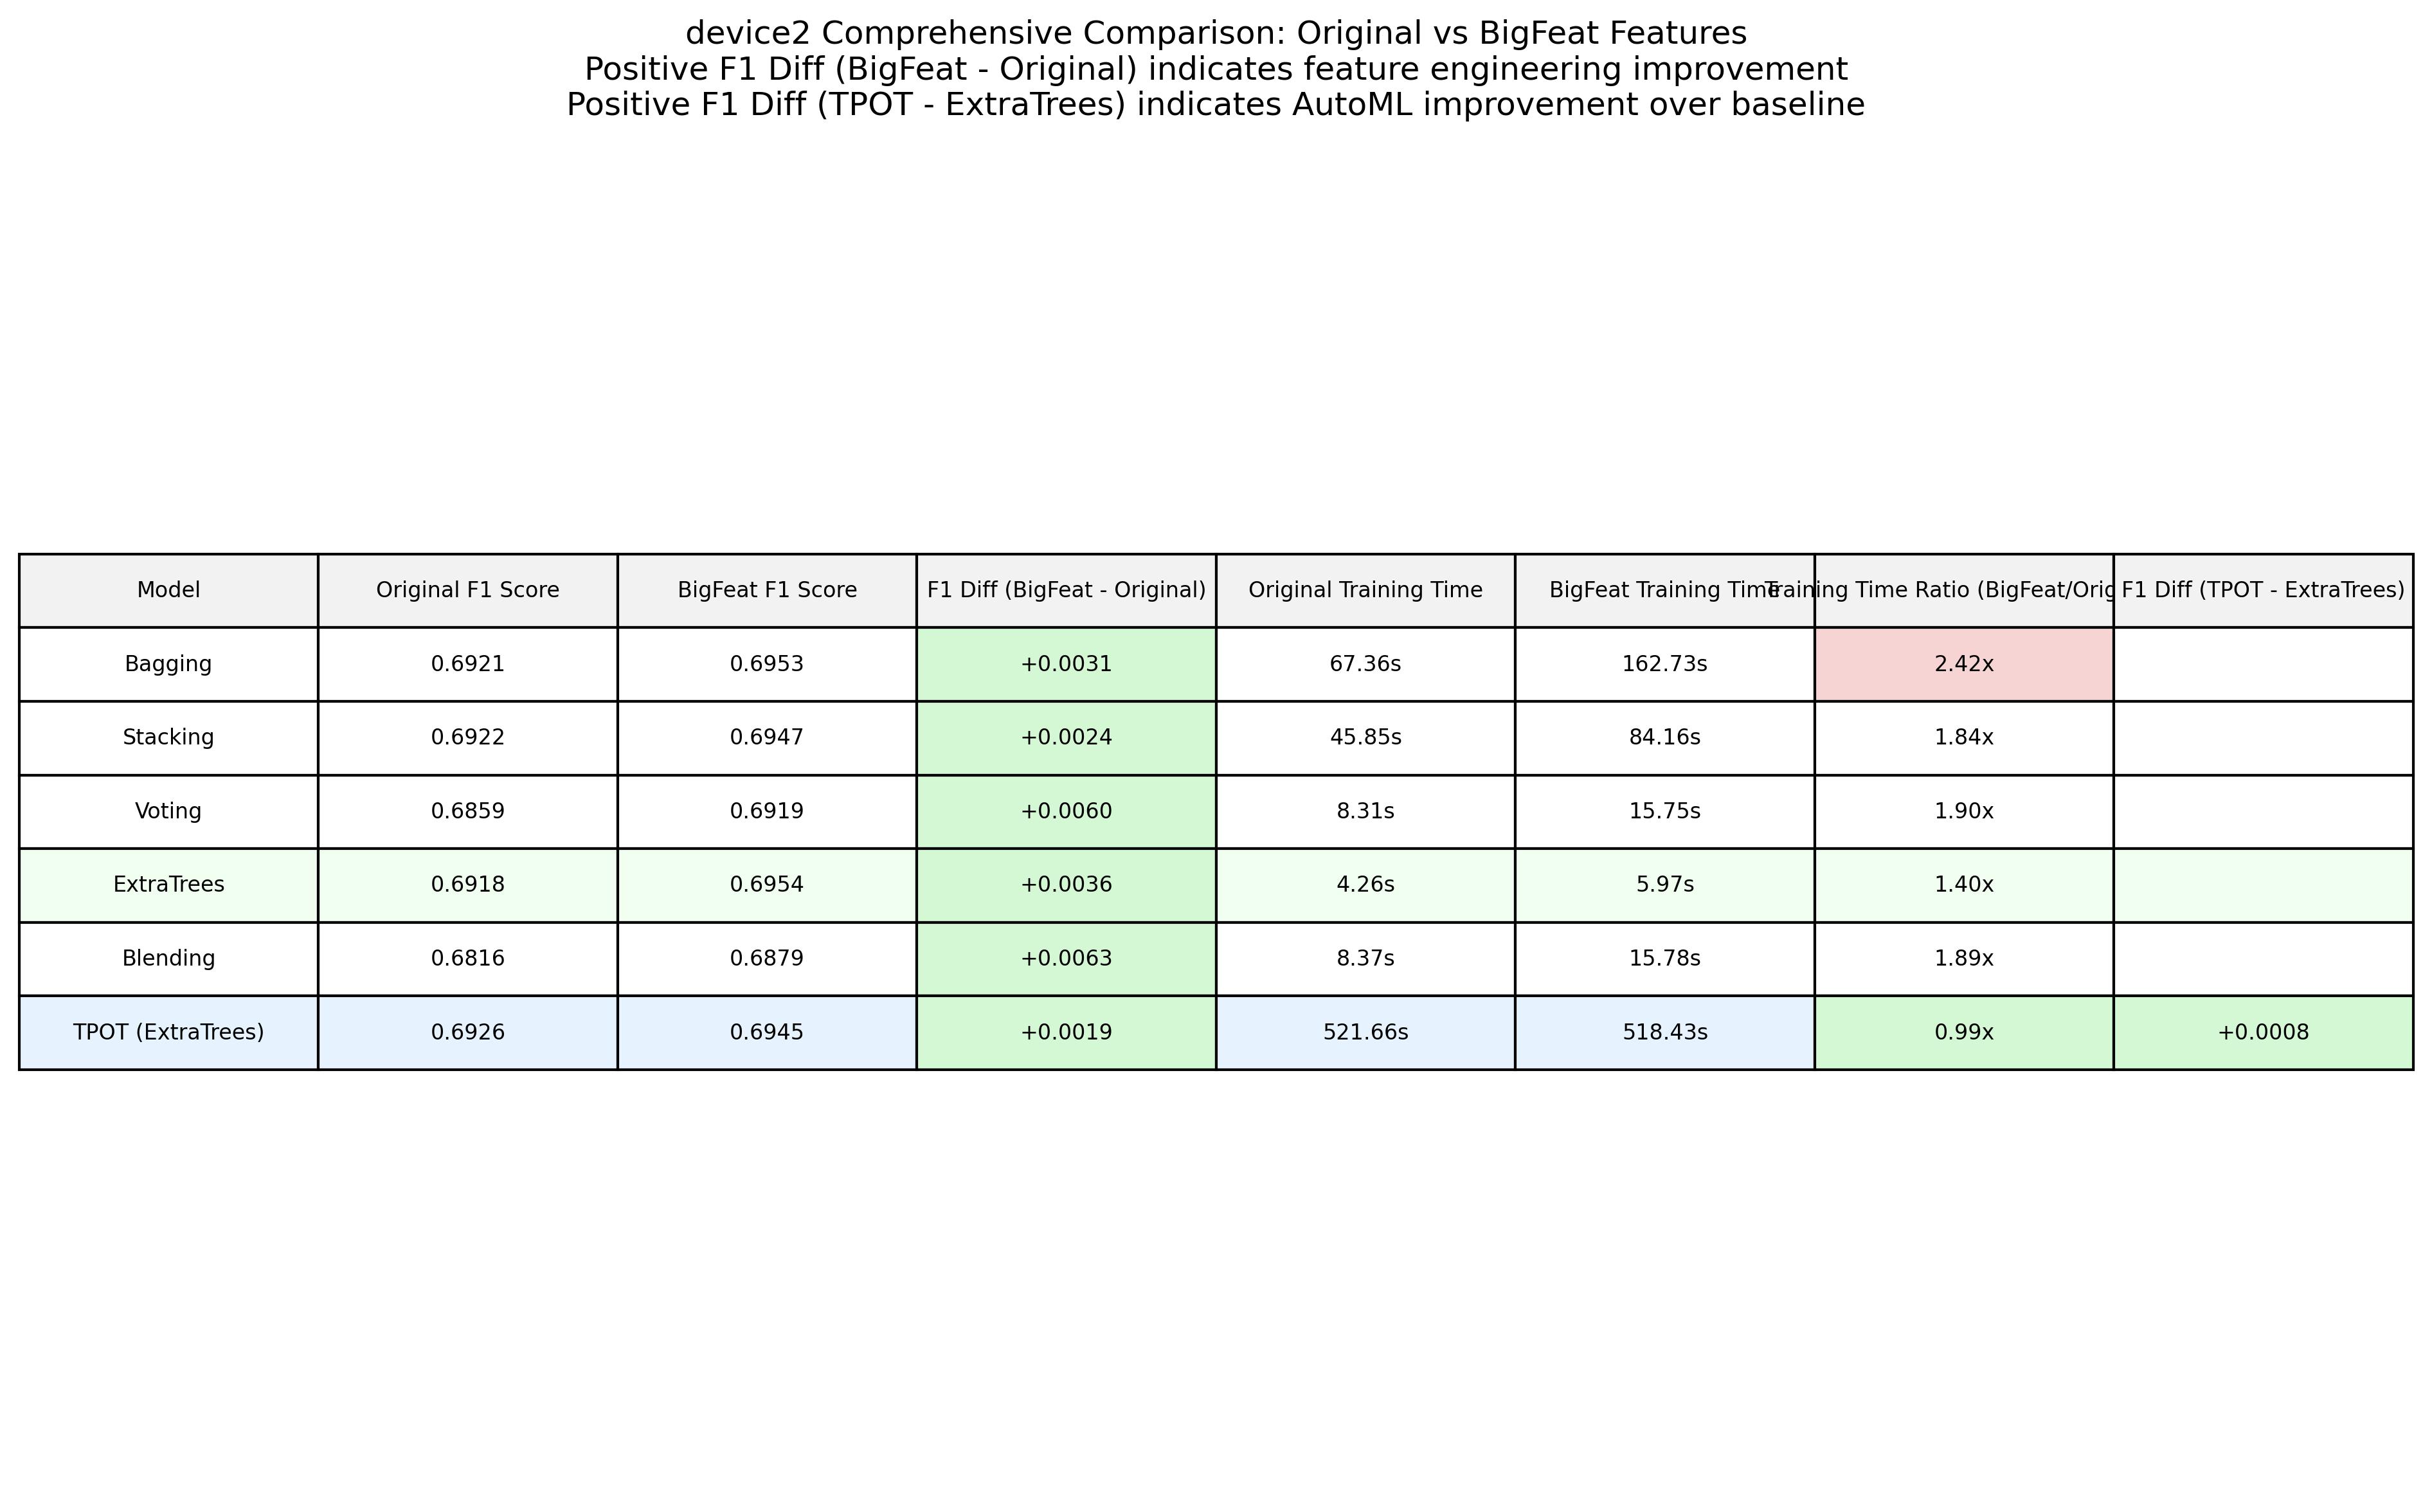 device2 Comprehensive Comparison: Original vs BigFeat Features
Positive F1 Diff (BigFeat - Original) indicates feature engineering improvement
Positive F1 Diff (TPOT - ExtraTrees) indicates AutoML improvement over baseline
Model Original F1 Score BigFeat F1 Score F1 Diff (BigFeat - Original) Original Training Time BigFeat Training Time Training Time Ratio (BigFeat/Orig F1 Diff (TPOT - ExtraTrees)
Bagging 0.6921 0.6953 +0.0031 67.36s 162.73s 2.42x
Stacking 0.6922 0.6947 +0.0024 45.85s 84.16s 1.84x
Voting 0.6859 0.6919 +0.0060 8.31s 15.75s 1.90x
ExtraTrees 0.6918 0.6954 +0.0036 4.26s 5.97s 1.40x
Blending 0.6816 0.6879 +0.0063 8.37s 15.78s 1.89x
TPOT (ExtraTrees) 0.6926 0.6945 +0.0019 521.66s 518.43s 0.99x +0.0008